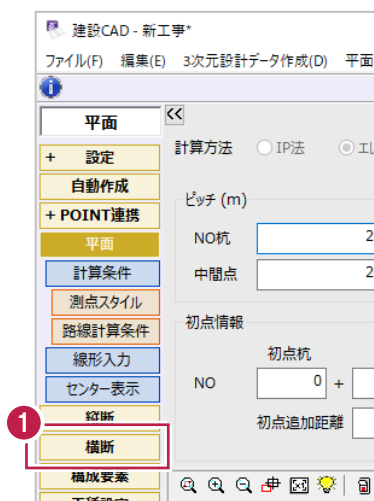 建設CAD - 新工事*
ファイル(F) 編集(E) 3次元設計データ作成(D) 平面
平面
<<
+ 設定
自動作成
+ POINT連携
平面
計算条件
測点スタイル
路線計算条件
線形入力
センター表示
縦断
1
横断
構成要素
計算方法 IP法 エレ
ピッチ (m)
NO杭 2
中間点 2
初点情報
初点杭
NO 0 +
初点追加距離